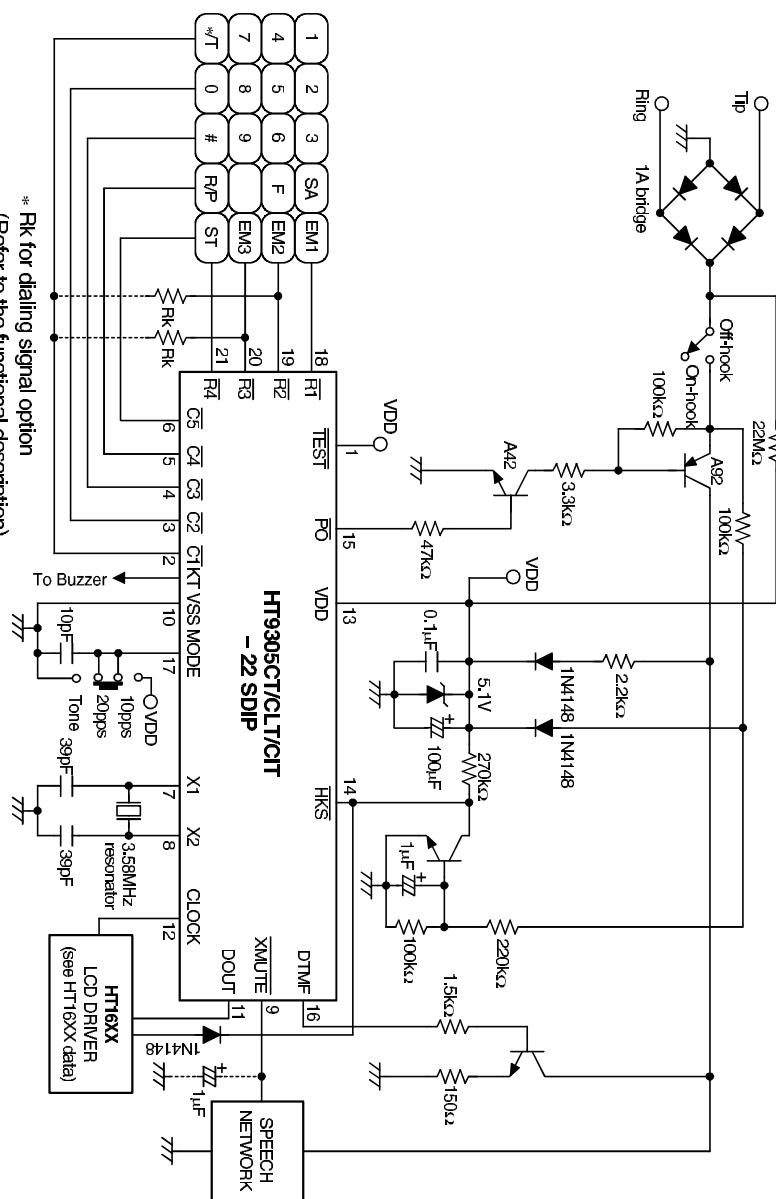 Tip
Ring
1A bridge
Off-hook
On-hook
22MΩ
100kΩ
A92
100kΩ
3.3kΩ
A42
47kΩ
VDD
VDD
2.2kΩ
1N4148
1N4148
0.1µF
5.1V
100µF
270kΩ
1µF
+
100kΩ
220kΩ
1.5kΩ
150Ω
1 2 3 SA EM1
4 5 6 F EM2
7 8 9 EM3
*/T 0 # R/P ST
Rk
Rk
18 R1
19 R2
20 R3
21 R4
1 TEST
15 PO
13 VDD
14 HKS
16 DTMF
9 XMUTE
11 DOUT
HT9305CT/CLT/CIT
– 22 SDIP
C5 6
C4 5
C3 4
C2 3
C1 2
KT
VSS 10
MODE 17
X1 7
X2 8
CLOCK 12
To Buzzer
10pF
VDD
10pps
20pps
Tone
39pF
39pF
3.58MHz
resonator
HT16XX
LCD DRIVER
(see HT16XX data)
1N4148
1µF
+
SPEECH
NETWORK
* Rk for dialing signal option
(Refer to the functional description)